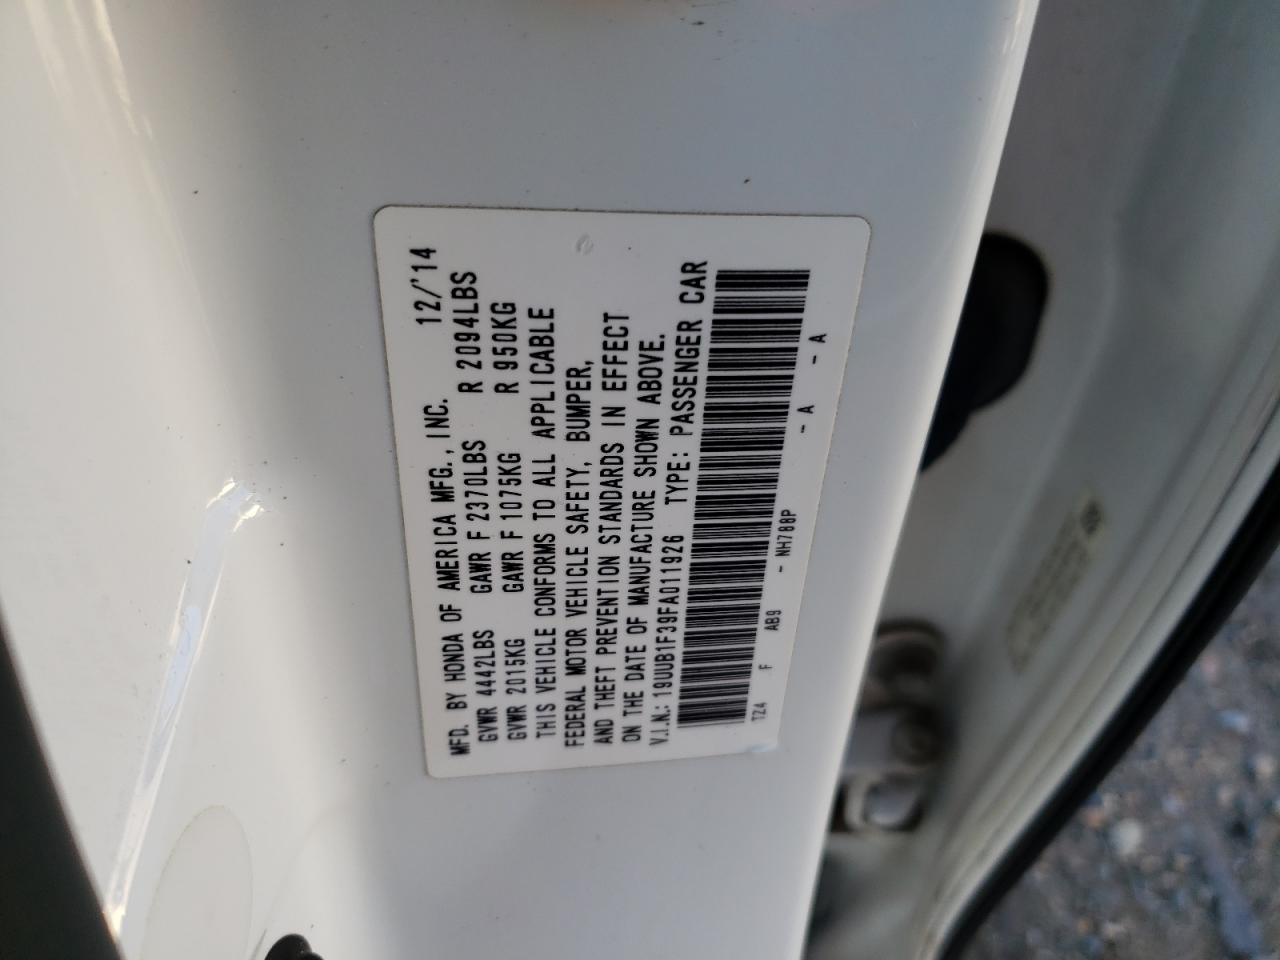 MFD. BY HONDA OF AMERICA MFG., INC. 12/'14
GVWR 4442LBS GAWR F 2370LBS R 2094LBS
GVWR 2015KG GAWR F 1075KG R 950KG
THIS VEHICLE CONFORMS TO ALL APPLICABLE
FEDERAL MOTOR VEHICLE SAFETY, BUMPER,
AND THEFT PREVENTION STANDARDS IN EFFECT
ON THE DATE OF MANUFACTURE SHOWN ABOVE.
V.I.N.: 19UUB1F39FA011926 TYPE: PASSENGER CAR
TZ4 F AB9 - NH788P - A - A